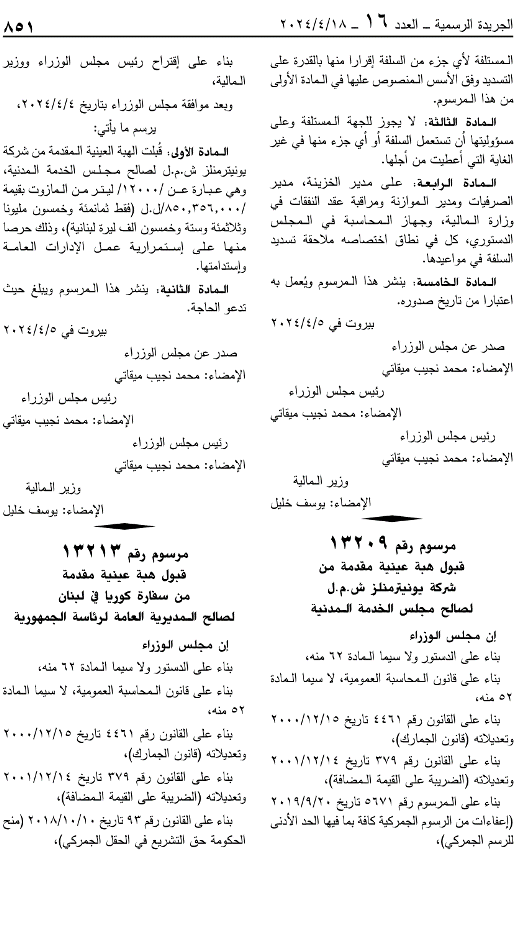 الجريدة الرسمية ــ العدد ١٦ ــ ٢٠٢٤/٤/١٨
٨٥١
المستلفة لأي جزء من السلفة إقرارا منها بالقدرة على
التسديد وفق الأسس المنصوص عليها في المادة الأولى
من هذا المرسوم.
المادة الثالثة: لا يجوز للجهة المستلفة وعلى
مسؤوليتها أن تستعمل السلفة أو أي جزء منها في غير
الغاية التي أعطيت من أجلها.
المادة الرابعة: على مدير الخزينة، مدير
الصرفيات ومدير الموازنة ومراقبة عقد النفقات في
وزارة المالية، وجهاز المحاسبة في المجلس
الدستوري، كل في نطاق اختصاصه ملاحقة تسديد
السلفة في مواعيدها.
المادة الخامسة: ينشر هذا المرسوم ويُعمل به
اعتبارا من تاريخ صدوره.
بيروت في ٢٠٢٤/٤/٥
صدر عن مجلس الوزراء
الإمضاء: محمد نجيب ميقاتي
رئيس مجلس الوزراء
الإمضاء: محمد نجيب ميقاتي
رئيس مجلس الوزراء
الإمضاء: محمد نجيب ميقاتي
وزير المالية
الإمضاء: يوسف خليل
مرسوم رقم ١٣٢٠٩
قبول هبة عينية مقدمة من
شركة يونيترمنلز ش.م.ل
لصالح مجلس الخدمة المدنية
إن مجلس الوزراء
بناء على الدستور ولا سيما المادة ٦٢ منه،
بناء على قانون المحاسبة العمومية، لا سيما المادة
٥٢ منه،
بناء على القانون رقم ٤٤٦١ تاريخ ٢٠٠٠/١٢/١٥
وتعديلاته (قانون الجمارك)،
بناء على القانون رقم ٣٧٩ تاريخ ٢٠٠١/١٢/١٤
وتعديلاته (الضريبة على القيمة المضافة)،
بناء على المرسوم رقم ٥٦٧١ تاريخ ٢٠١٩/٩/٢٠
(إعفاءات من الرسوم الجمركية كافة بما فيها الحد الأدنى
للرسم الجمركي)،
بناء على إقتراح رئيس مجلس الوزراء ووزير
المالية،
وبعد موافقة مجلس الوزراء بتاريخ ٢٠٢٤/٤/٤،
يرسم ما يأتي:
المادة الأولى: قُبلت الهبة العينية المقدمة من شركة
يونيترمنلز ش.م.ل لصالح مجلس الخدمة المدنية،
وهي عبارة عن /١٢٠٠٠/ ليتر من المازوت بقيمة
/٨٥٠,٣٥٦,٠٠٠/ل.ل (فقط ثمانمئة وخمسون مليونا
وثلاثمئة وستة وخمسون الف ليرة لبنانية)، وذلك حرصا
منها على إستمرارية عمل الإدارات العامة
وإستدامتها.
المادة الثانية: ينشر هذا المرسوم ويبلغ حيث
تدعو الحاجة.
بيروت في ٢٠٢٤/٤/٥
صدر عن مجلس الوزراء
الإمضاء: محمد نجيب ميقاتي
رئيس مجلس الوزراء
الإمضاء: محمد نجيب ميقاتي
رئيس مجلس الوزراء
الإمضاء: محمد نجيب ميقاتي
وزير المالية
الإمضاء: يوسف خليل
مرسوم رقم ١٣٢١٣
قبول هبة عينية مقدمة
من سفارة كوريا في لبنان
لصالح المديرية العامة لرئاسة الجمهورية
إن مجلس الوزراء
بناء على الدستور ولا سيما المادة ٦٢ منه،
بناء على قانون المحاسبة العمومية، لا سيما المادة
٥٢ منه،
بناء على القانون رقم ٤٤٦١ تاريخ ٢٠٠٠/١٢/١٥
وتعديلاته (قانون الجمارك)،
بناء على القانون رقم ٣٧٩ تاريخ ٢٠٠١/١٢/١٤
وتعديلاته (الضريبة على القيمة المضافة)،
بناء على القانون رقم ٩٣ تاريخ ٢٠١٨/١٠/١٠ (منح
الحكومة حق التشريع في الحقل الجمركي)،